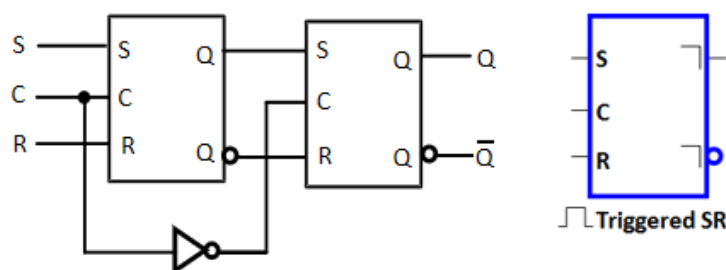 S S Q S Q Q
C C C
R R Q R Q Q̅
S
C
R
Triggered SR